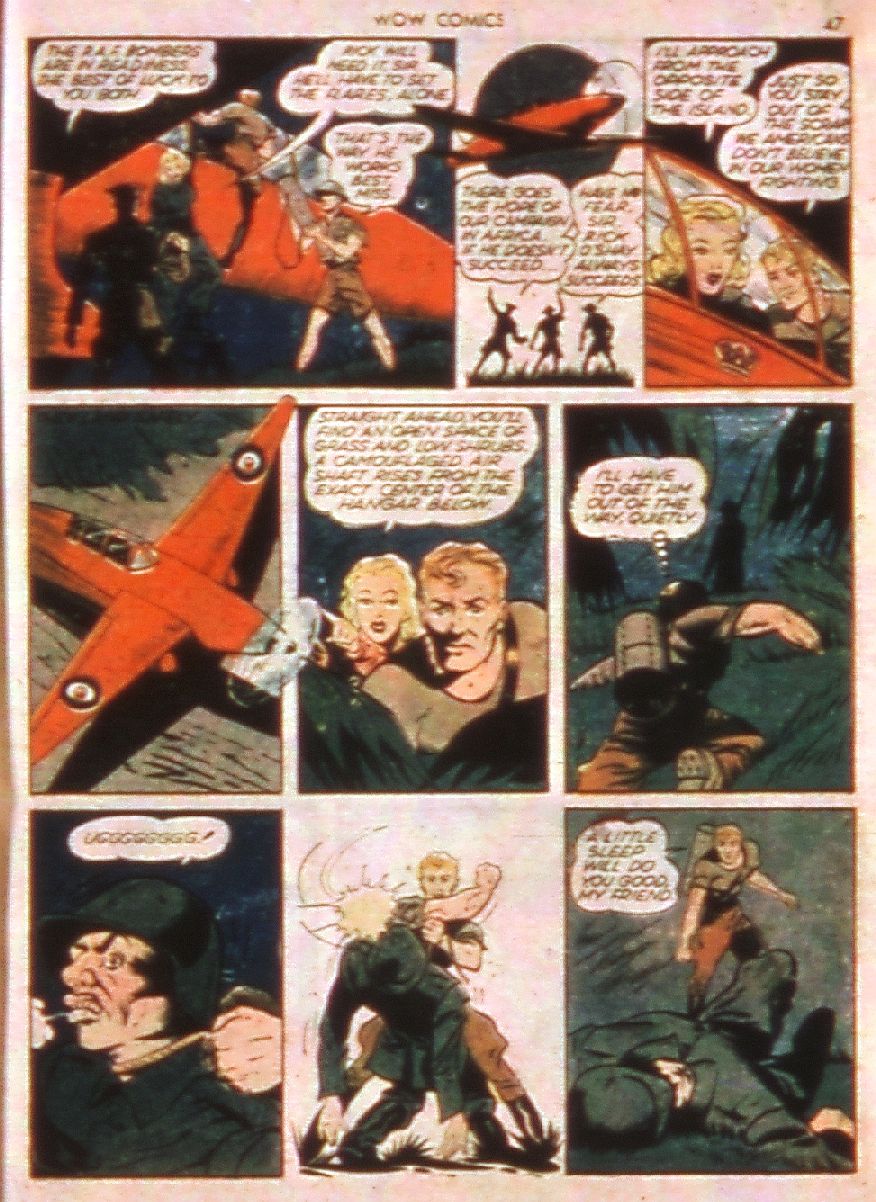 WOW COMICS
47
THE R.A.F. BOMBERS
ARE IN READINESS.
THE BEST OF LUCK TO
YOU BOTH.
RICK WILL
NEED IT SIR.
HE'LL HAVE TO SET
THE FLARES, ALONE.
THAT'S THE
WAY HE
WORKS
BEST,
SIR.
THERE GOES
THE HOPE OF
OUR CAMPAIGN
IN AFRICA
IF HE DOESN'T
SUCCEED.
HAVE NO
FEAR,
SIR.
RICK
O'SHAY
ALWAYS
SUCCEEDS.
I'LL APPROACH
FROM THE
OPPOSITE
SIDE OF
THE ISLAND.
JUST SO
YOU STAY
OUT OF
THE FIGHT.
WE AMERICANS
DON'T BELIEVE
IN OUR WOMEN
FIGHTING.
STRAIGHT AHEAD, YOU'LL
FIND AN OPEN SPACE OF
GRASS AND LOW SHRUBS.
A CAMOUFLAGED AIR
SHAFT RISES FROM THE
EXACT CENTER OF THE
HANGAR BELOW.
I'LL HAVE
TO GET HIM
OUT OF THE
WAY, QUIETLY.
UGGGGGGGG!
A LITTLE
SLEEP
WILL DO
YOU GOOD,
MY FRIEND.